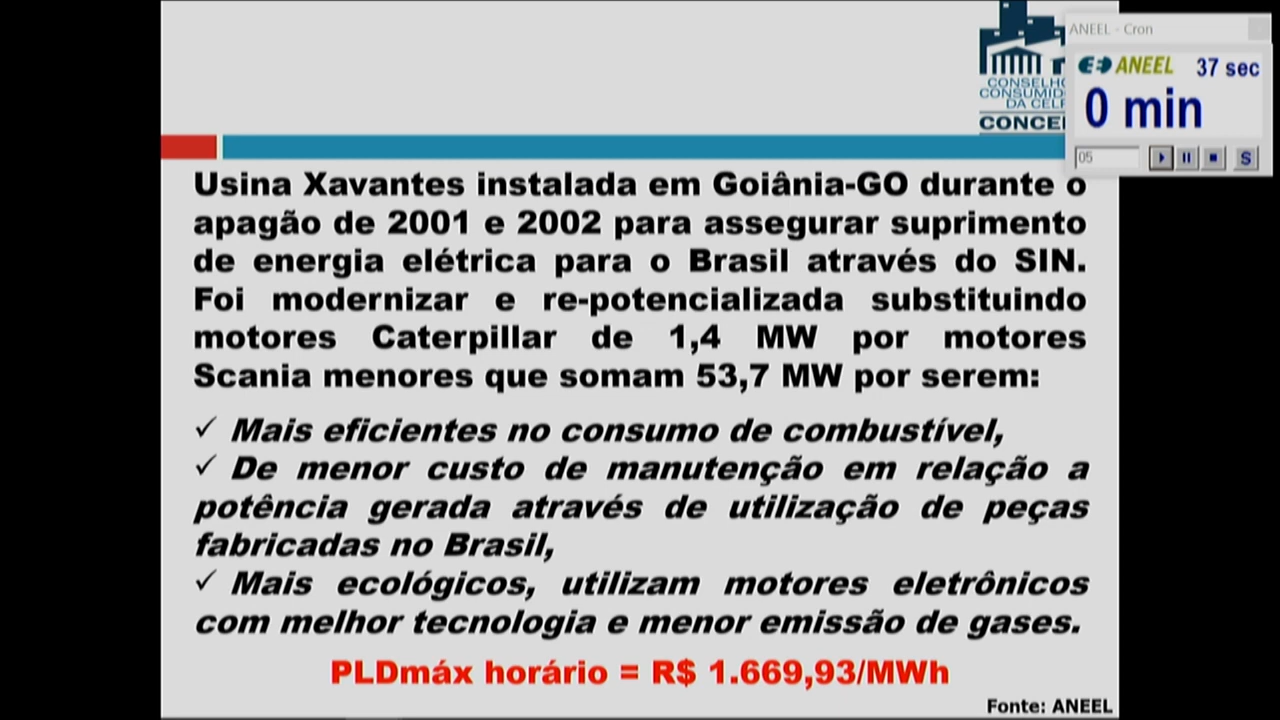 CONSELH
CONSUMID
DA CEL
CONCE
ANEEL - Cron
ANEEL 37 sec
0 min
05
S
Usina Xavantes instalada em Goiânia-GO durante o
apagão de 2001 e 2002 para assegurar suprimento
de energia elétrica para o Brasil através do SIN.
Foi modernizar e re-potencializada substituindo
motores Caterpillar de 1,4 MW por motores
Scania menores que somam 53,7 MW por serem:
✓ Mais eficientes no consumo de combustível,
✓ De menor custo de manutenção em relação a
potência gerada através de utilização de peças
fabricadas no Brasil,
✓ Mais ecológicos, utilizam motores eletrônicos
com melhor tecnologia e menor emissão de gases.
PLDmáx horário = R$ 1.669,93/MWh
Fonte: ANEEL